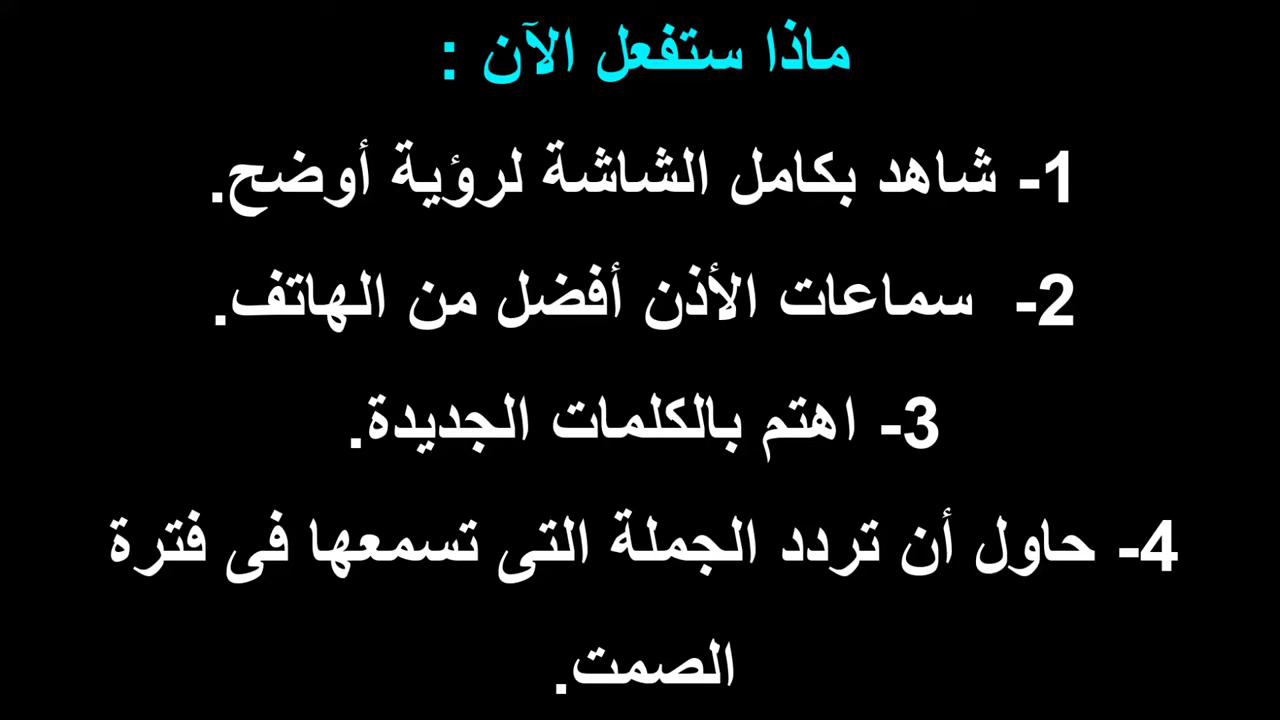 ماذا ستفعل الآن :
1- شاهد بكامل الشاشة لرؤية أوضح.
2- سماعات الأذن أفضل من الهاتف.
3- اهتم بالكلمات الجديدة.
4- حاول أن تردد الجملة التى تسمعها فى فترة
الصمت.